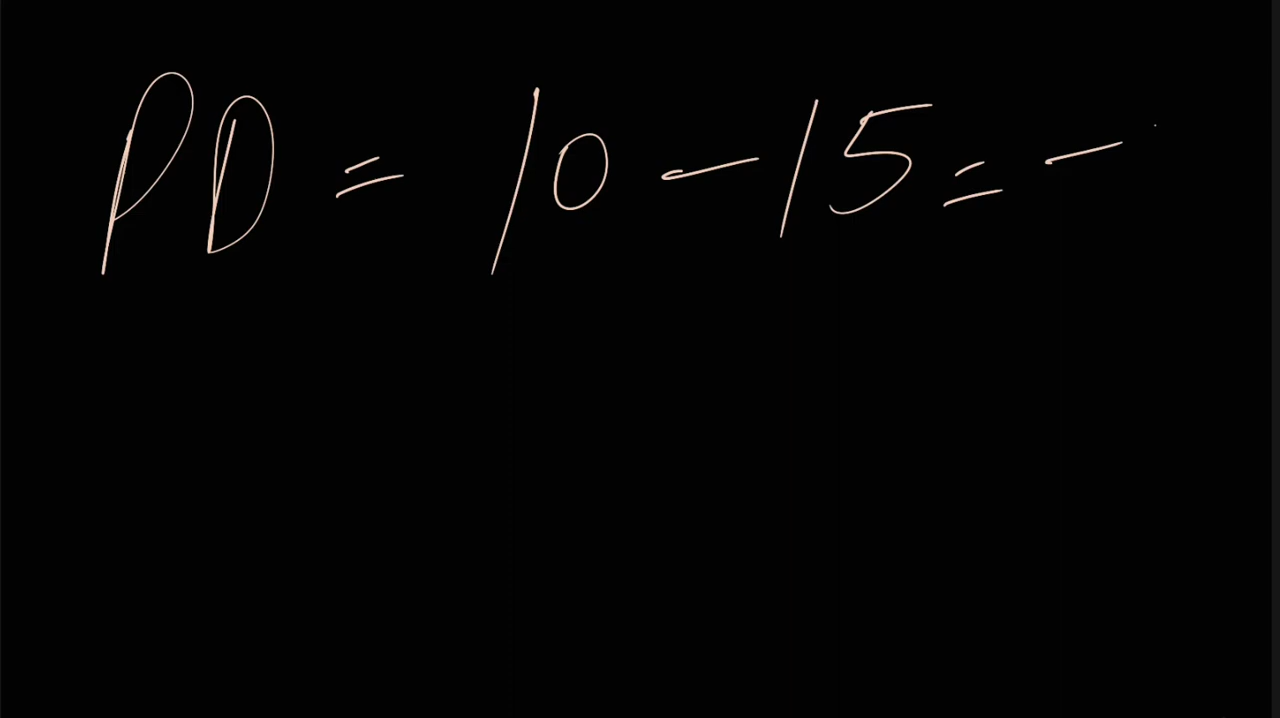 PD = 10 - 15 = -